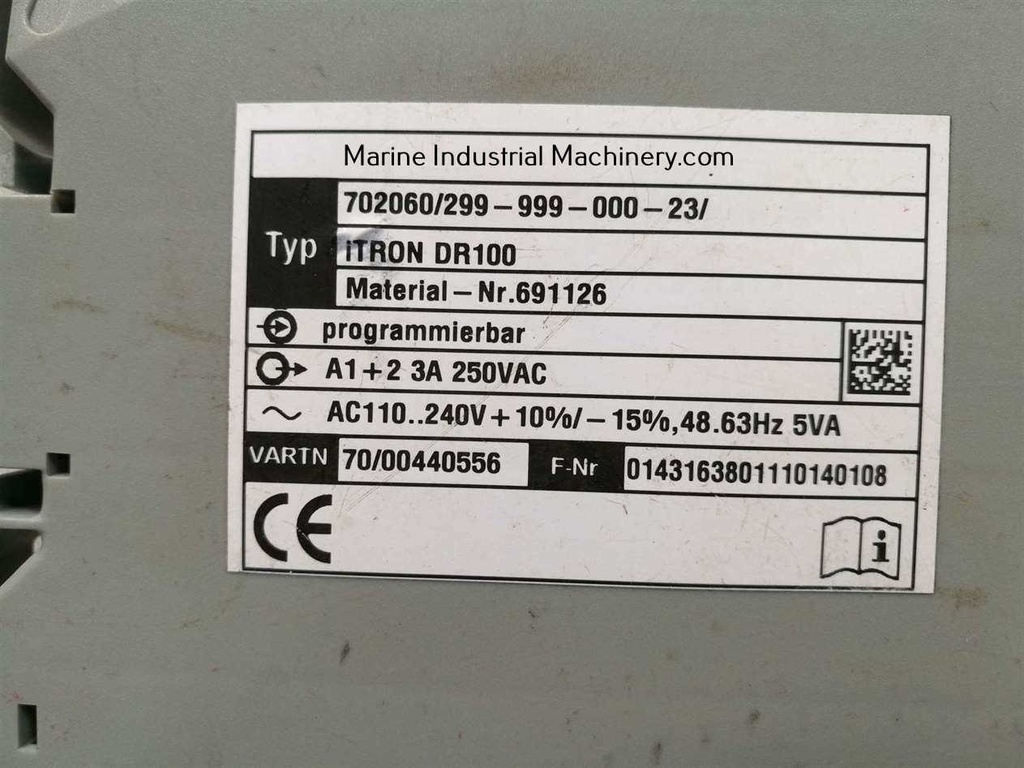 Marine Industrial Machinery.com
702060/299-999-000-23/
Typ
iTRON DR100
Material-Nr.691126
programmierbar
A1+2 3A 250VAC
AC110..240V+10%/-15%,48.63Hz 5VA
VARTN 70/00440556 F-Nr 0143163801110140108
CE
i